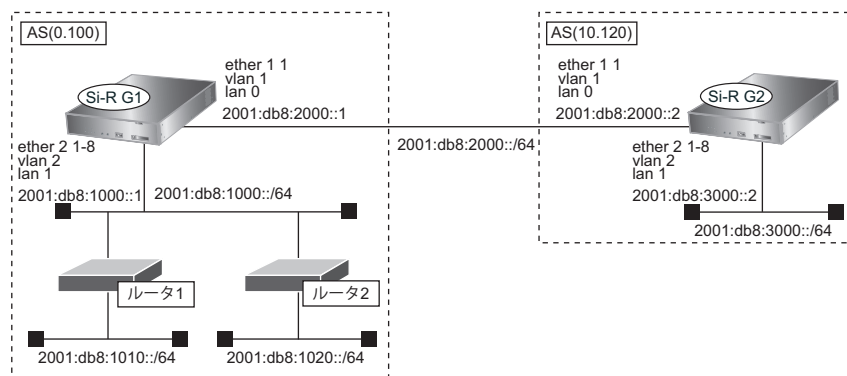 AS(0.100)
ether 1 1
vlan 1
lan 0
Si-R G1
2001:db8:2000::1
ether 2 1-8
vlan 2
lan 1
2001:db8:1000::1
2001:db8:1000::/64
ルータ1
ルータ2
2001:db8:1010::/64
2001:db8:1020::/64
2001:db8:2000::/64
AS(10.120)
ether 1 1
vlan 1
lan 0
Si-R G2
2001:db8:2000::2
ether 2 1-8
vlan 2
lan 1
2001:db8:3000::2
2001:db8:3000::/64